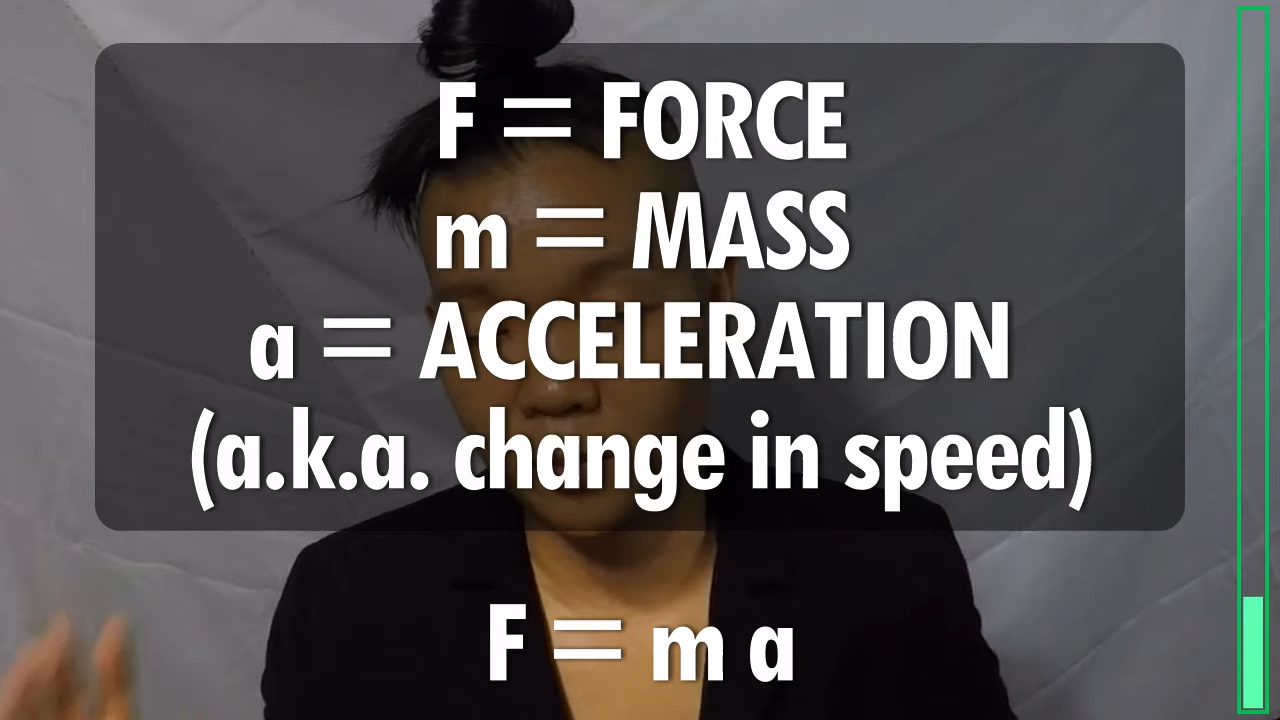 F = FORCE
m = MASS
a = ACCELERATION
(a.k.a. change in speed)
F = m a